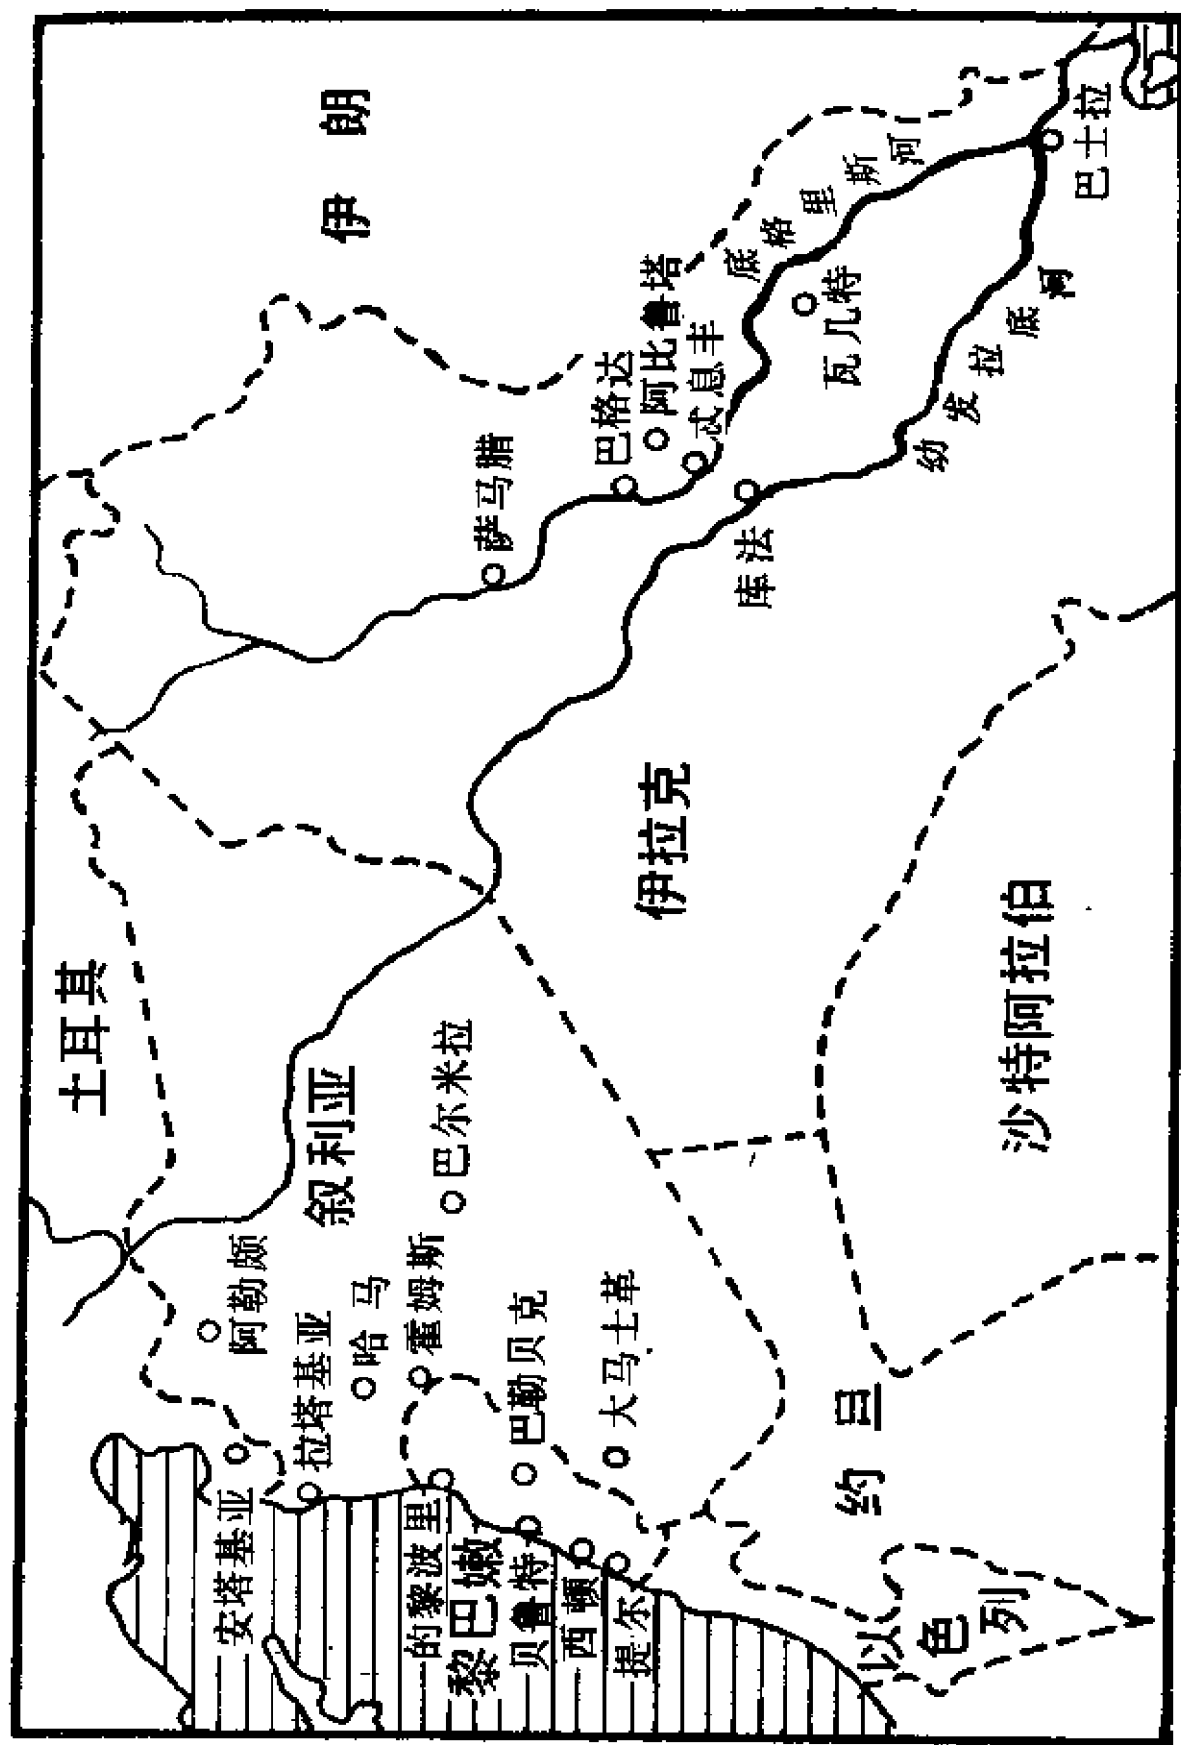 土耳其
伊朗
叙利亚
伊拉克
沙特阿拉伯
约旦
以色列
黎巴嫩
安塔基亚
阿勒颇
拉塔基亚
哈马
霍姆斯
巴尔米拉
的黎波里
巴勒贝克
贝鲁特
大马士革
西顿
提尔
萨马腊
巴格达
阿比鲁塔
忒息丰
库法
瓦几特
巴士拉
底格里斯河
幼发拉底河